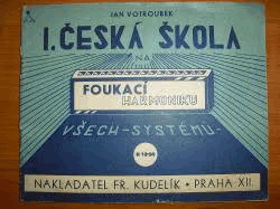 JAN VOTROUBEK
I. ČESKÁ ŠKOLA
NA
FOUKACÍ
HARMONIKU
VŠECH-SYSTÉMŮ-
NAKLADATEL FR. KUDELÍK • PRAHA XII.